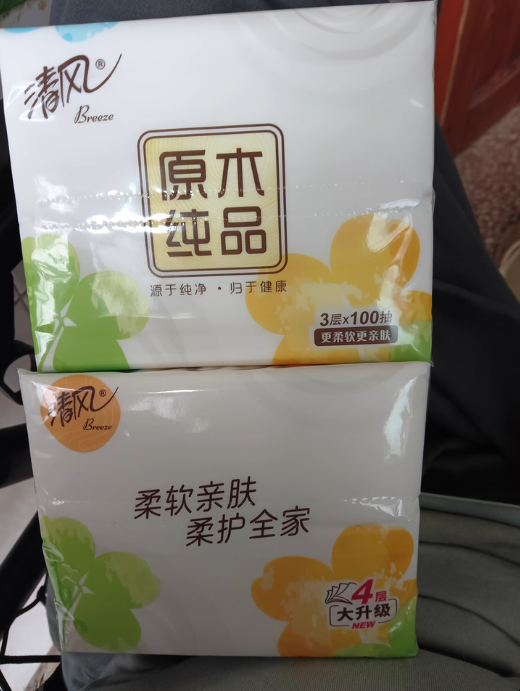 清风®
Breeze
原木
纯品
源于纯净·归于健康
3层×100抽
更柔软更亲肤
清风®
Breeze
柔软亲肤
柔护全家
4层
大升级
NEW